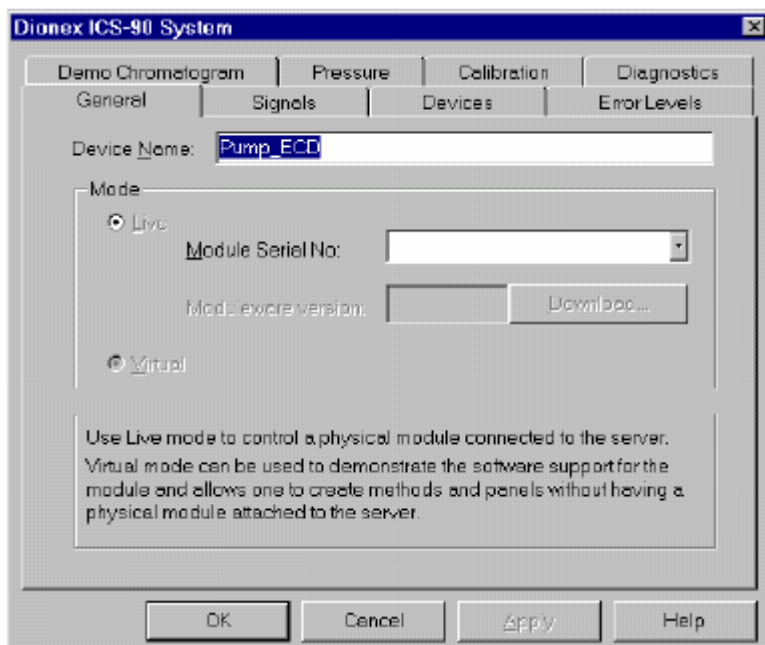 Dionex ICS-90 System
Demo Chromatogram Pressure Calibration Diagnostics
General Signals Devices Error Levels
Device Name: Pump_ECD
Mode
Live
Module Serial No:
Moduleware version: Download...
Virtual
Use Live mode to control a physical module connected to the server.
Virtual mode can be used to demonstrate the software support for the
module and allows one to create methods and panels without having a
physical module attached to the server.
OK Cancel Apply Help